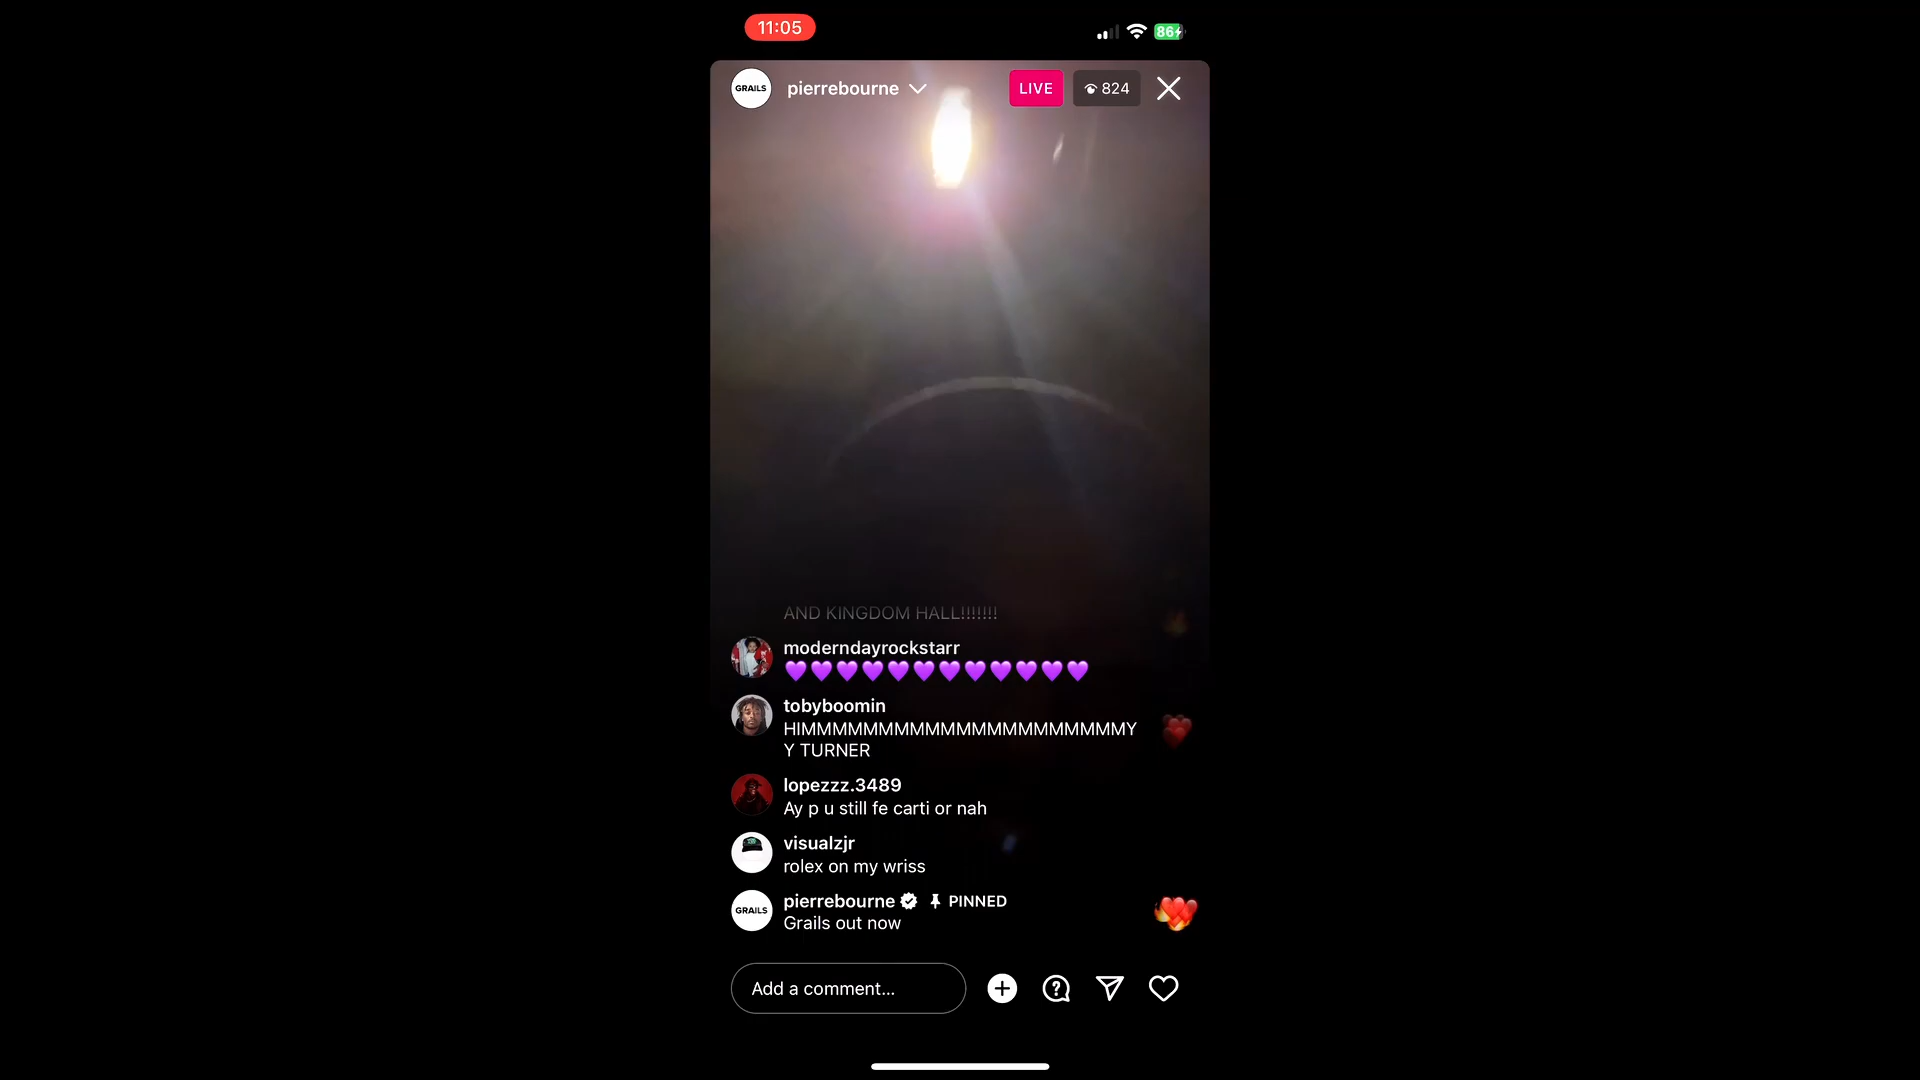 11:05
86
GRAILS
pierrebourne
LIVE
824
AND KINGDOM HALL!!!!!!!
moderndayrockstarr
💜💜💜💜💜💜💜💜💜💜💜💜
tobyboomin
HIMMMMMMMMMMMMMMMMMMMMMY
Y TURNER
lopezzz.3489
Ay p u still fe carti or nah
visualzjr
rolex on my wriss
GRAILS
pierrebourne PINNED
Grails out now
Add a comment...